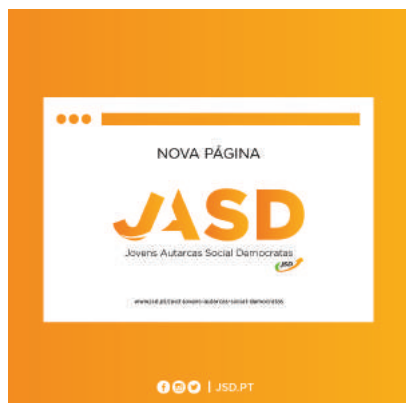 NOVA PÁGINA
JASD
Jovens Autarcas Social Democratas
JSD
| JSD.PT